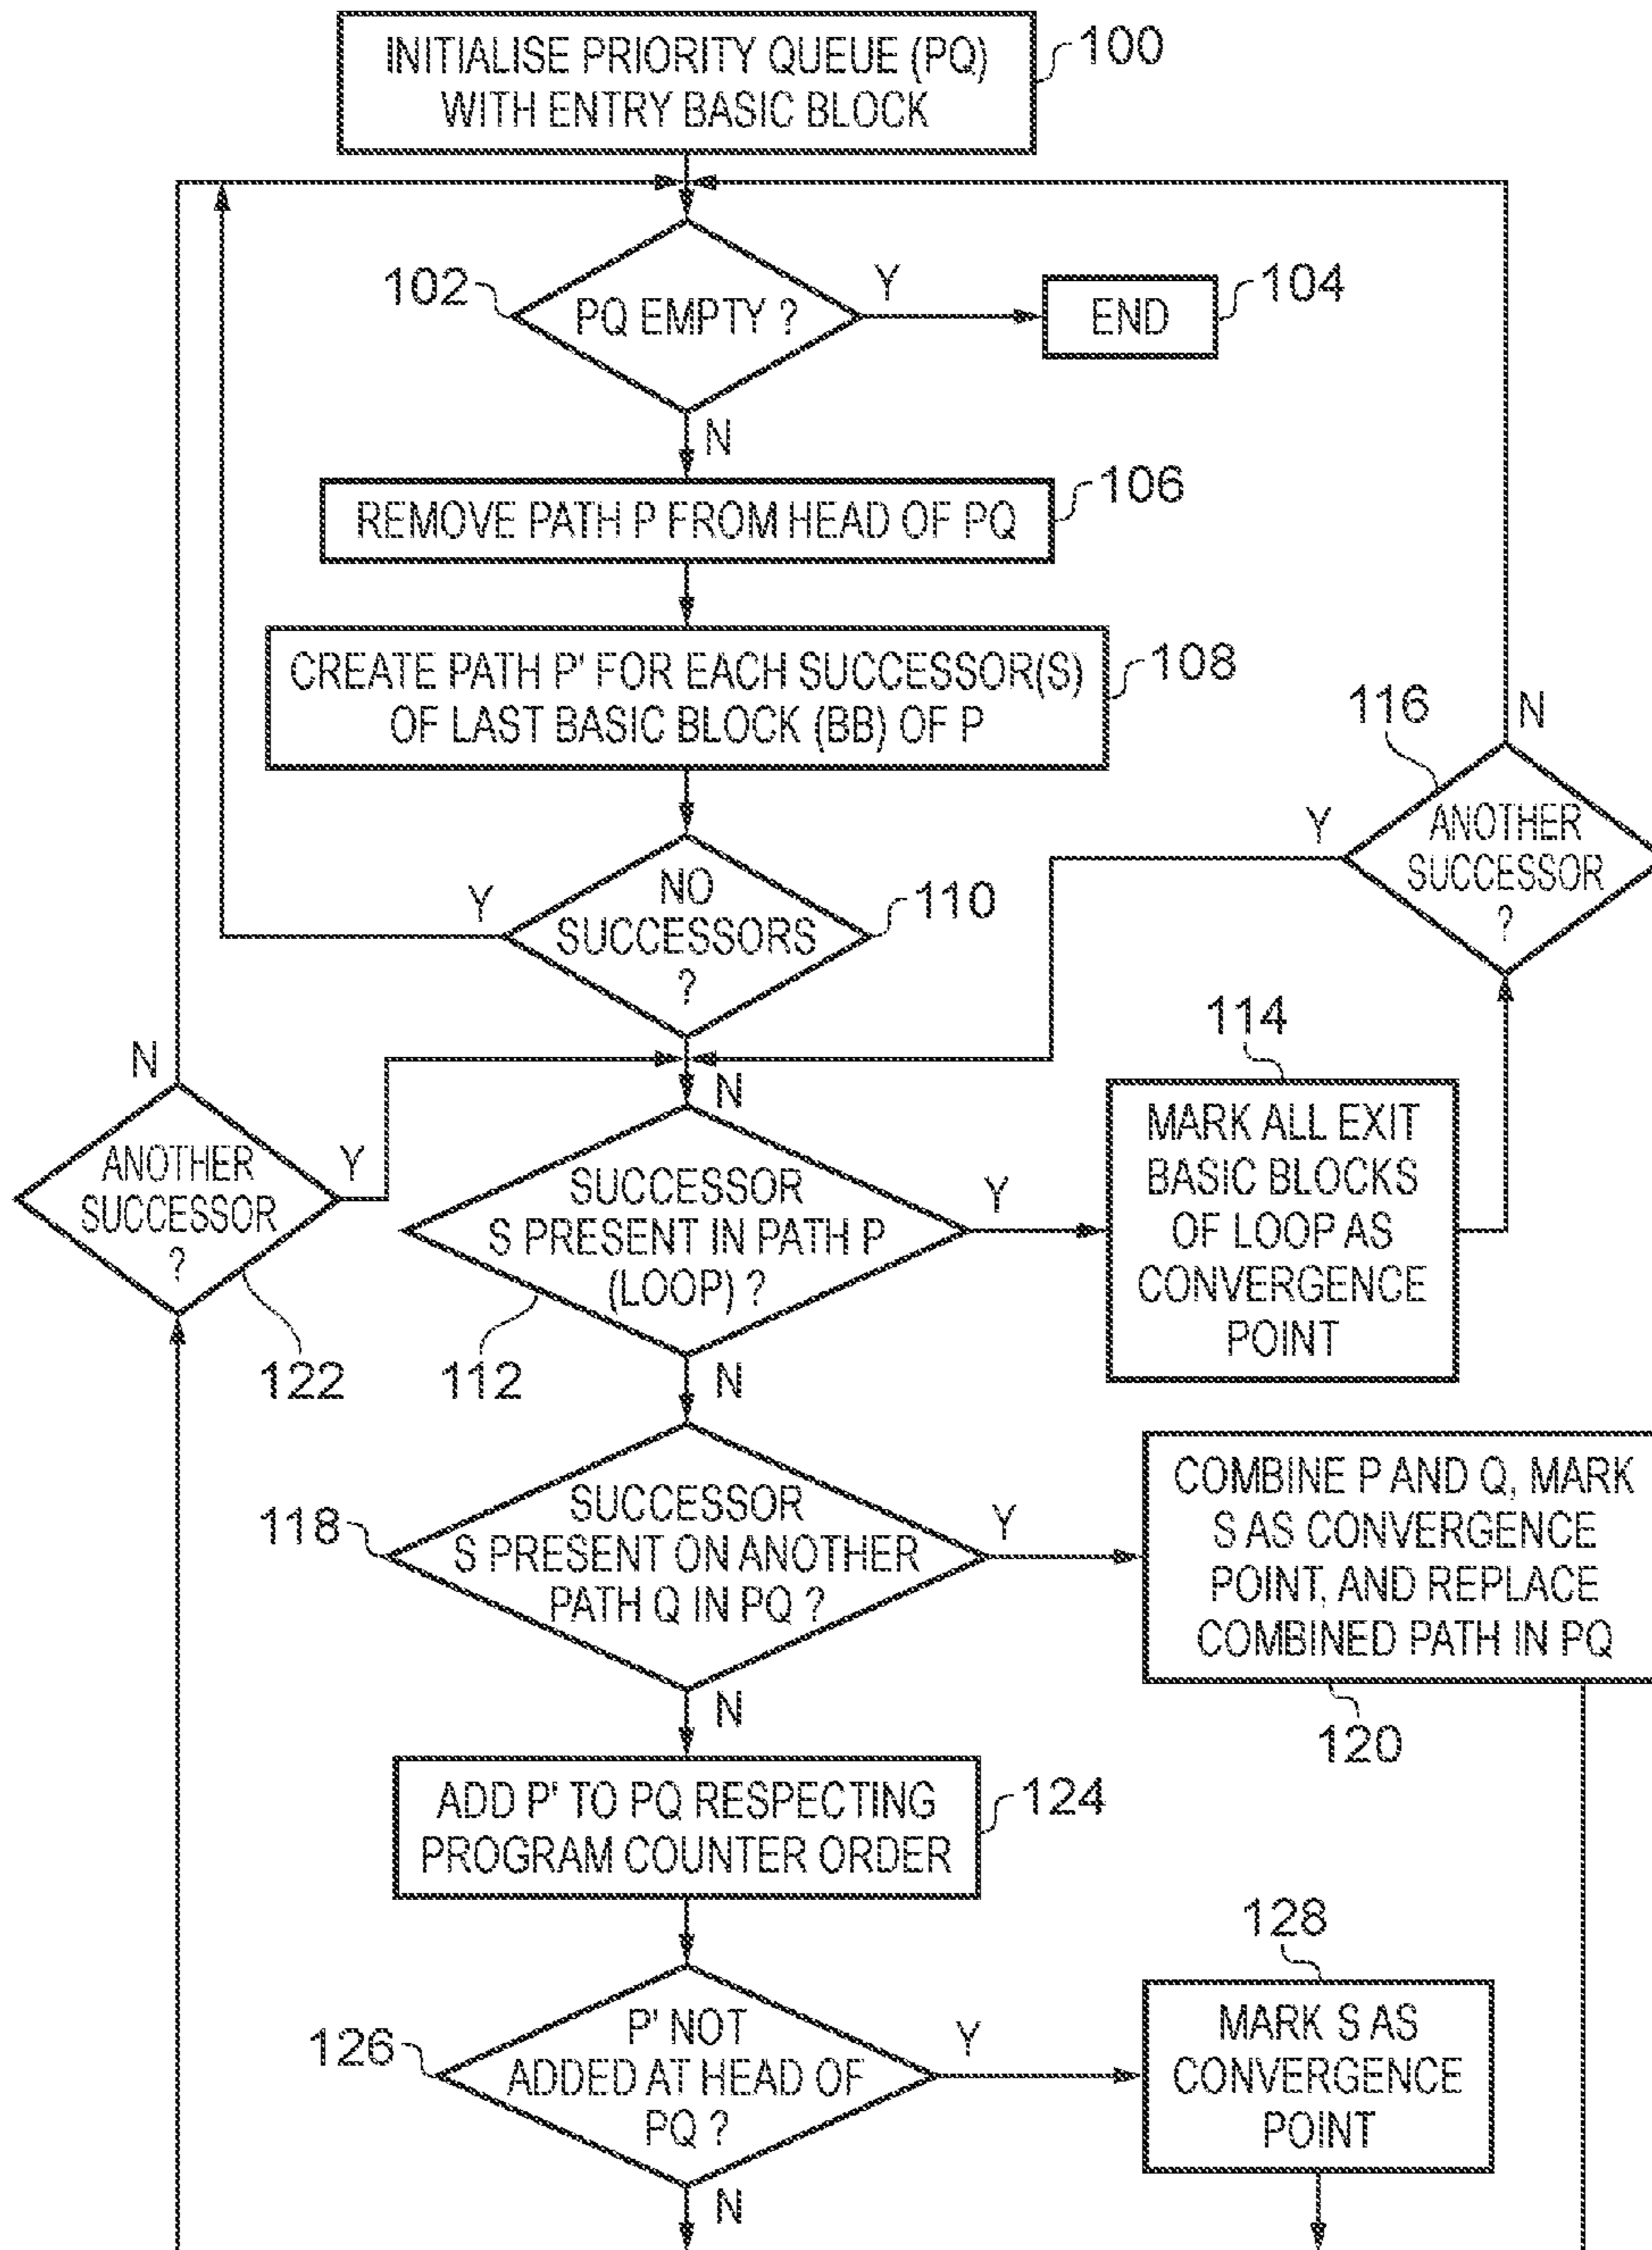 INITIALISE PRIORITY QUEUE (PQ)
WITH ENTRY BASIC BLOCK
100
102
PQ EMPTY ?
Y
END
104
N
REMOVE PATH P FROM HEAD OF PQ
106
CREATE PATH P' FOR EACH SUCCESSOR(S)
OF LAST BASIC BLOCK (BB) OF P
108
116
N
Y
ANOTHER
SUCCESSOR
?
Y
NO
SUCCESSORS
?
110
N
114
N
MARK ALL EXIT
BASIC BLOCKS
OF LOOP AS
CONVERGENCE
POINT
ANOTHER
SUCCESSOR
?
Y
122
SUCCESSOR
S PRESENT IN PATH P
(LOOP) ?
Y
112
N
118
SUCCESSOR
S PRESENT ON ANOTHER
PATH Q IN PQ ?
Y
COMBINE P AND Q, MARK
S AS CONVERGENCE
POINT, AND REPLACE
COMBINED PATH IN PQ
120
N
ADD P' TO PQ RESPECTING
PROGRAM COUNTER ORDER
124
128
126
P' NOT
ADDED AT HEAD OF
PQ ?
Y
MARK S AS
CONVERGENCE
POINT
N